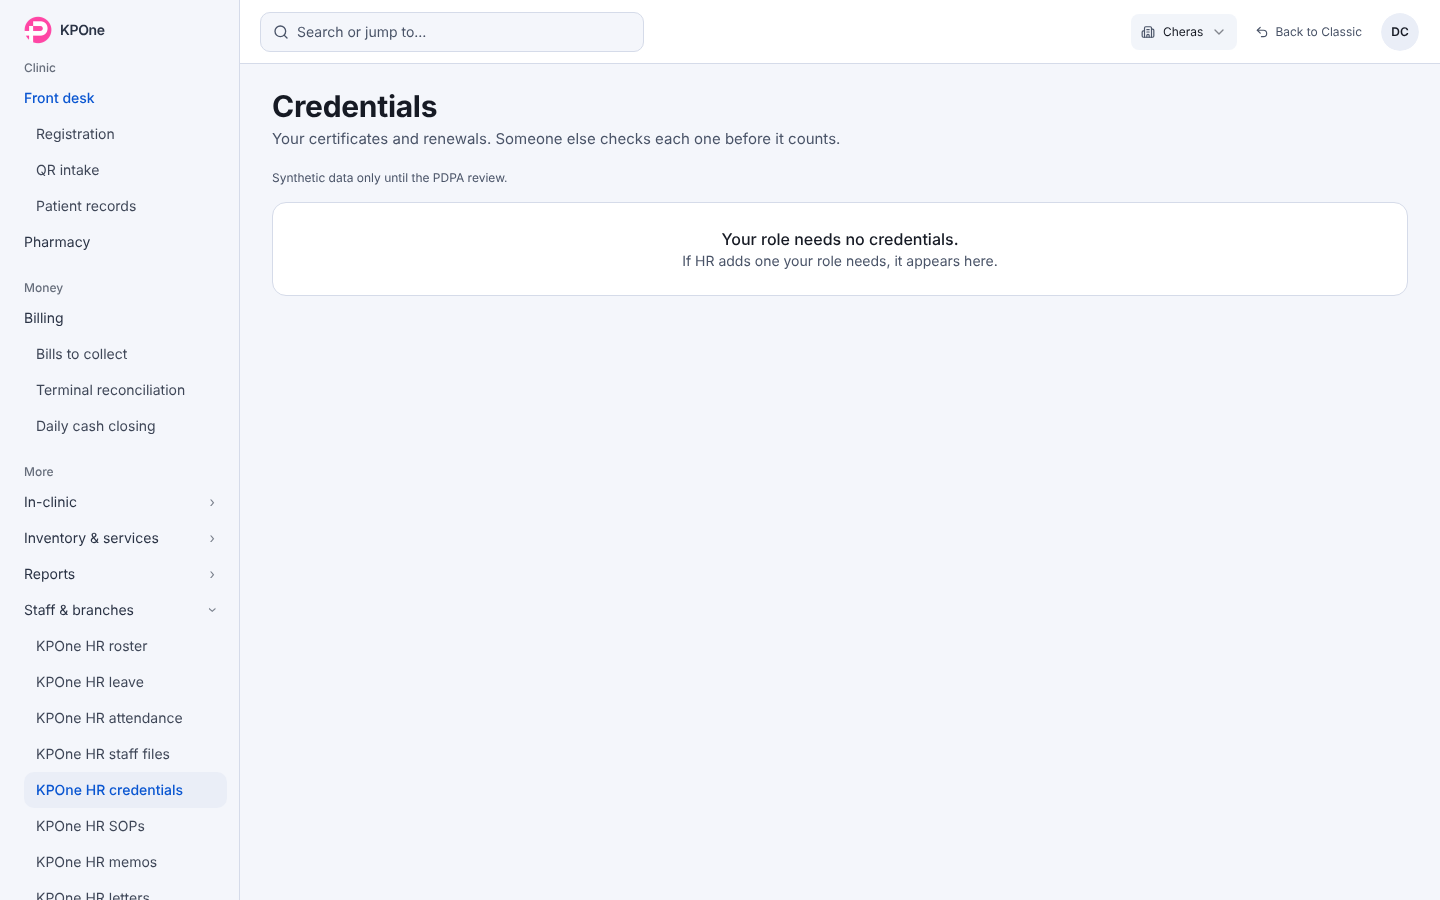 KPOne
Clinic
Front desk
Registration
QR intake
Patient records
Pharmacy
Money
Billing
Bills to collect
Terminal reconciliation
Daily cash closing
More
In-clinic
Inventory & services
Reports
Staff & branches
KPOne HR roster
KPOne HR leave
KPOne HR attendance
KPOne HR staff files
KPOne HR credentials
KPOne HR SOPs
KPOne HR memos
KPOne HR letters
Search or jump to...
Cheras
Back to Classic
DC
Credentials
Your certificates and renewals. Someone else checks each one before it counts.
Synthetic data only until the PDPA review.
Your role needs no credentials.
If HR adds one your role needs, it appears here.